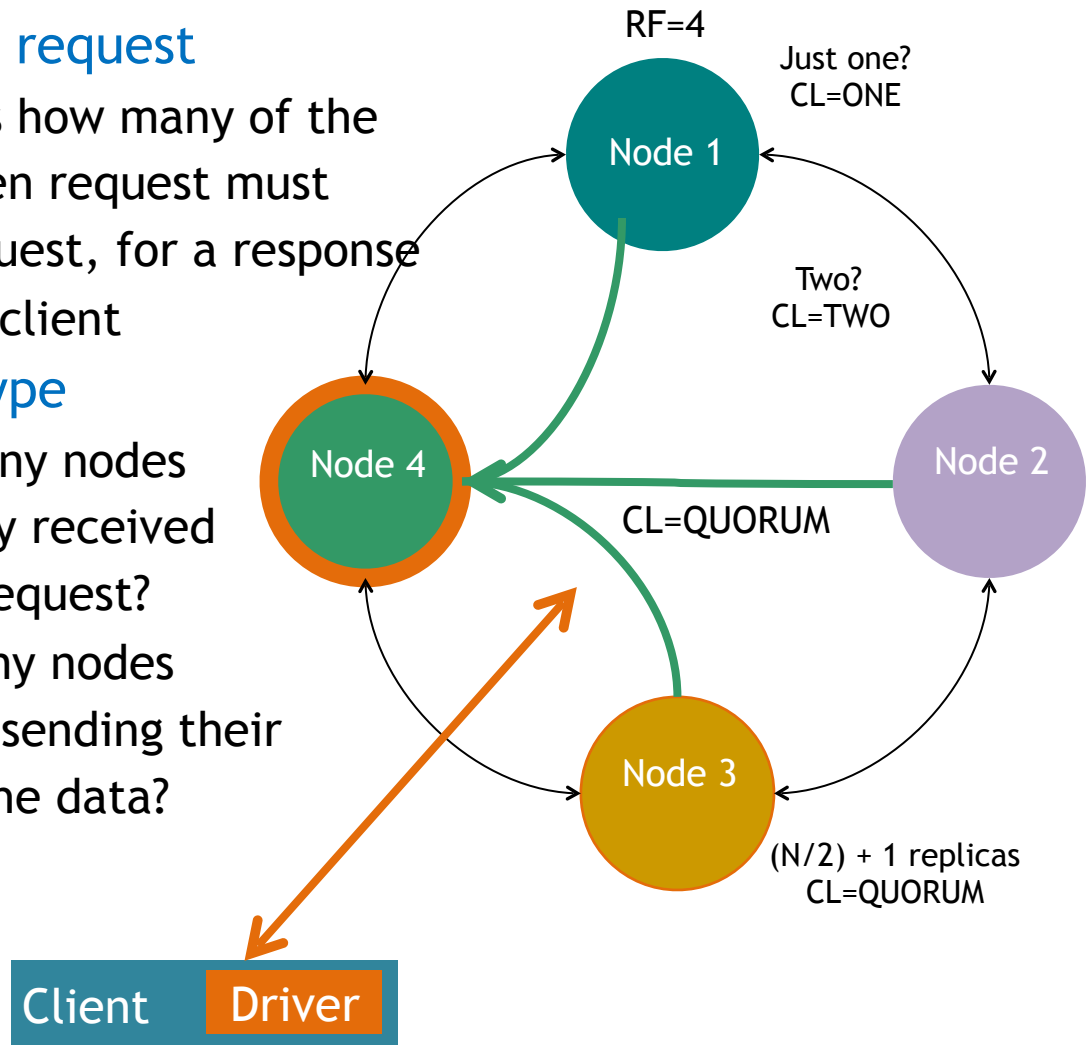 request
s how many of the
en request must
uest, for a response
client
ype
ny nodes
y received
equest?
ny nodes
sending their
ne data?
RF=4
Just one?
CL=ONE
Node 1
Two?
CL=TWO
Node 4
Node 2
CL=QUORUM
Node 3
(N/2) + 1 replicas
CL=QUORUM
Client
Driver